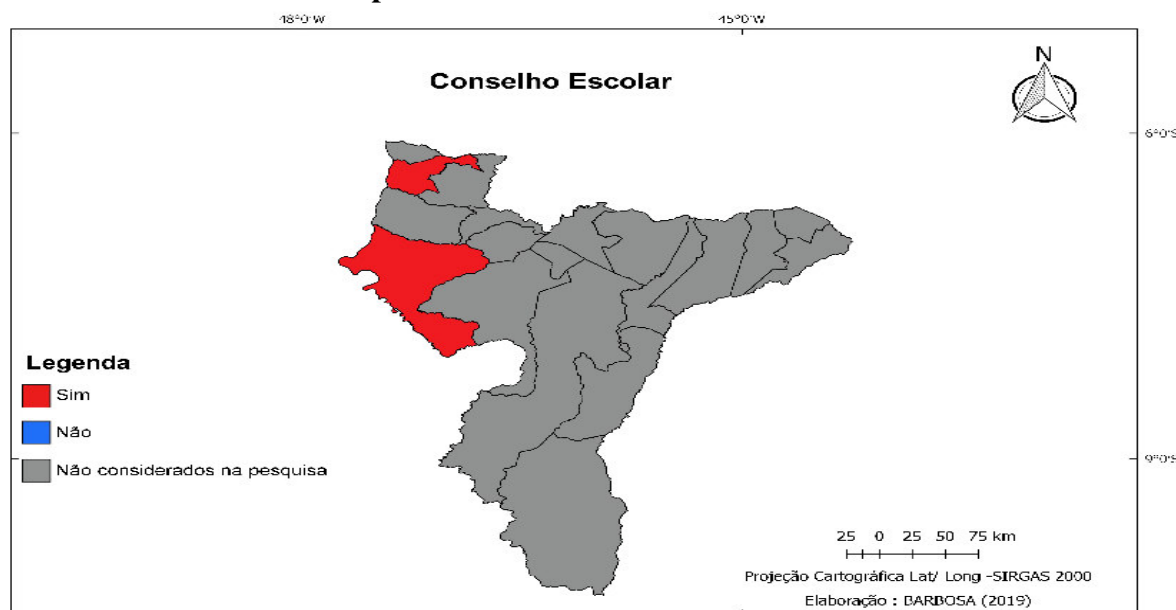 48°0'W 45°0'W
Conselho Escolar
N
6°0'S
Legenda
Sim
Não
Não considerados na pesquisa
9°0'S
25 0 25 50 75 km
Projeção Cartográfica Lat/ Long -SIRGAS 2000
Elaboração : BARBOSA (2019)